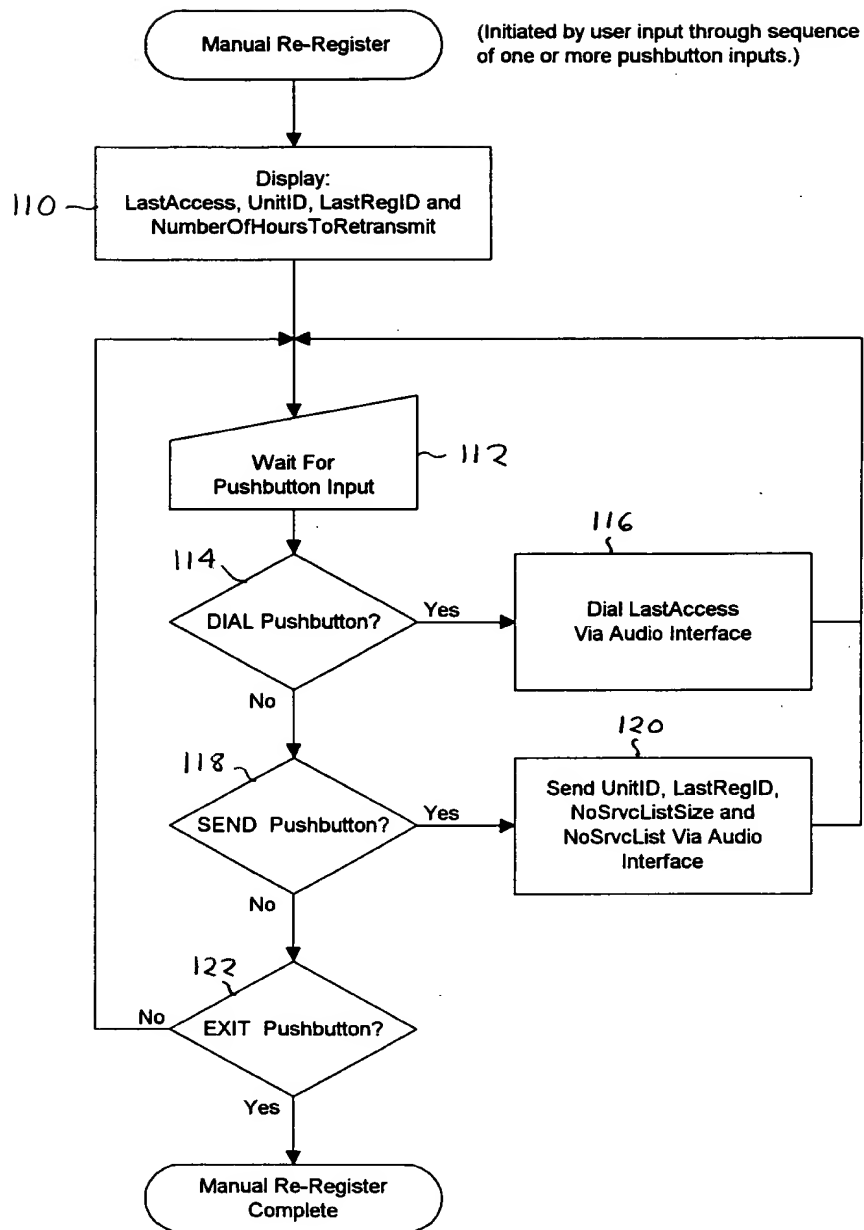 Manual Re-Register
(Initiated by user input through sequence
of one or more pushbutton inputs.)
110
Display:
LastAccess, UnitID, LastRegID and
NumberOfHoursToRetransmit
Wait For
Pushbutton Input
112
114
DIAL Pushbutton?
Yes
116
Dial LastAccess
Via Audio Interface
No
118
SEND Pushbutton?
Yes
120
Send UnitID, LastRegID,
NoSrvcListSize and
NoSrvcList Via Audio
Interface
No
122
No
EXIT Pushbutton?
Yes
Manual Re-Register
Complete